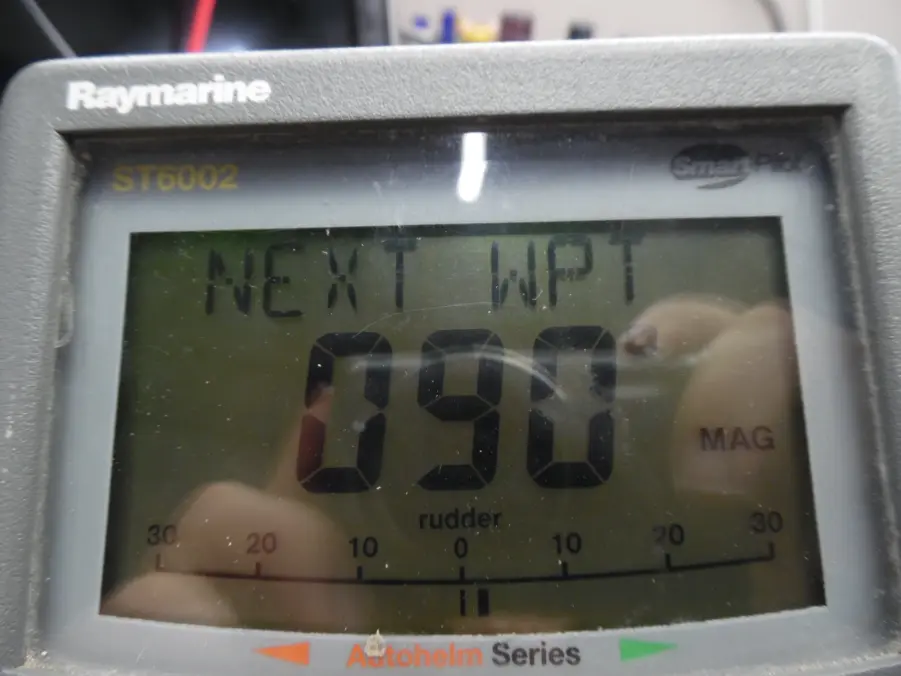 Raymarine
ST6002 SmartPilot
NEXT WPT
090
MAG
rudder
30 20 10 0 10 20 30
Autohelm Series